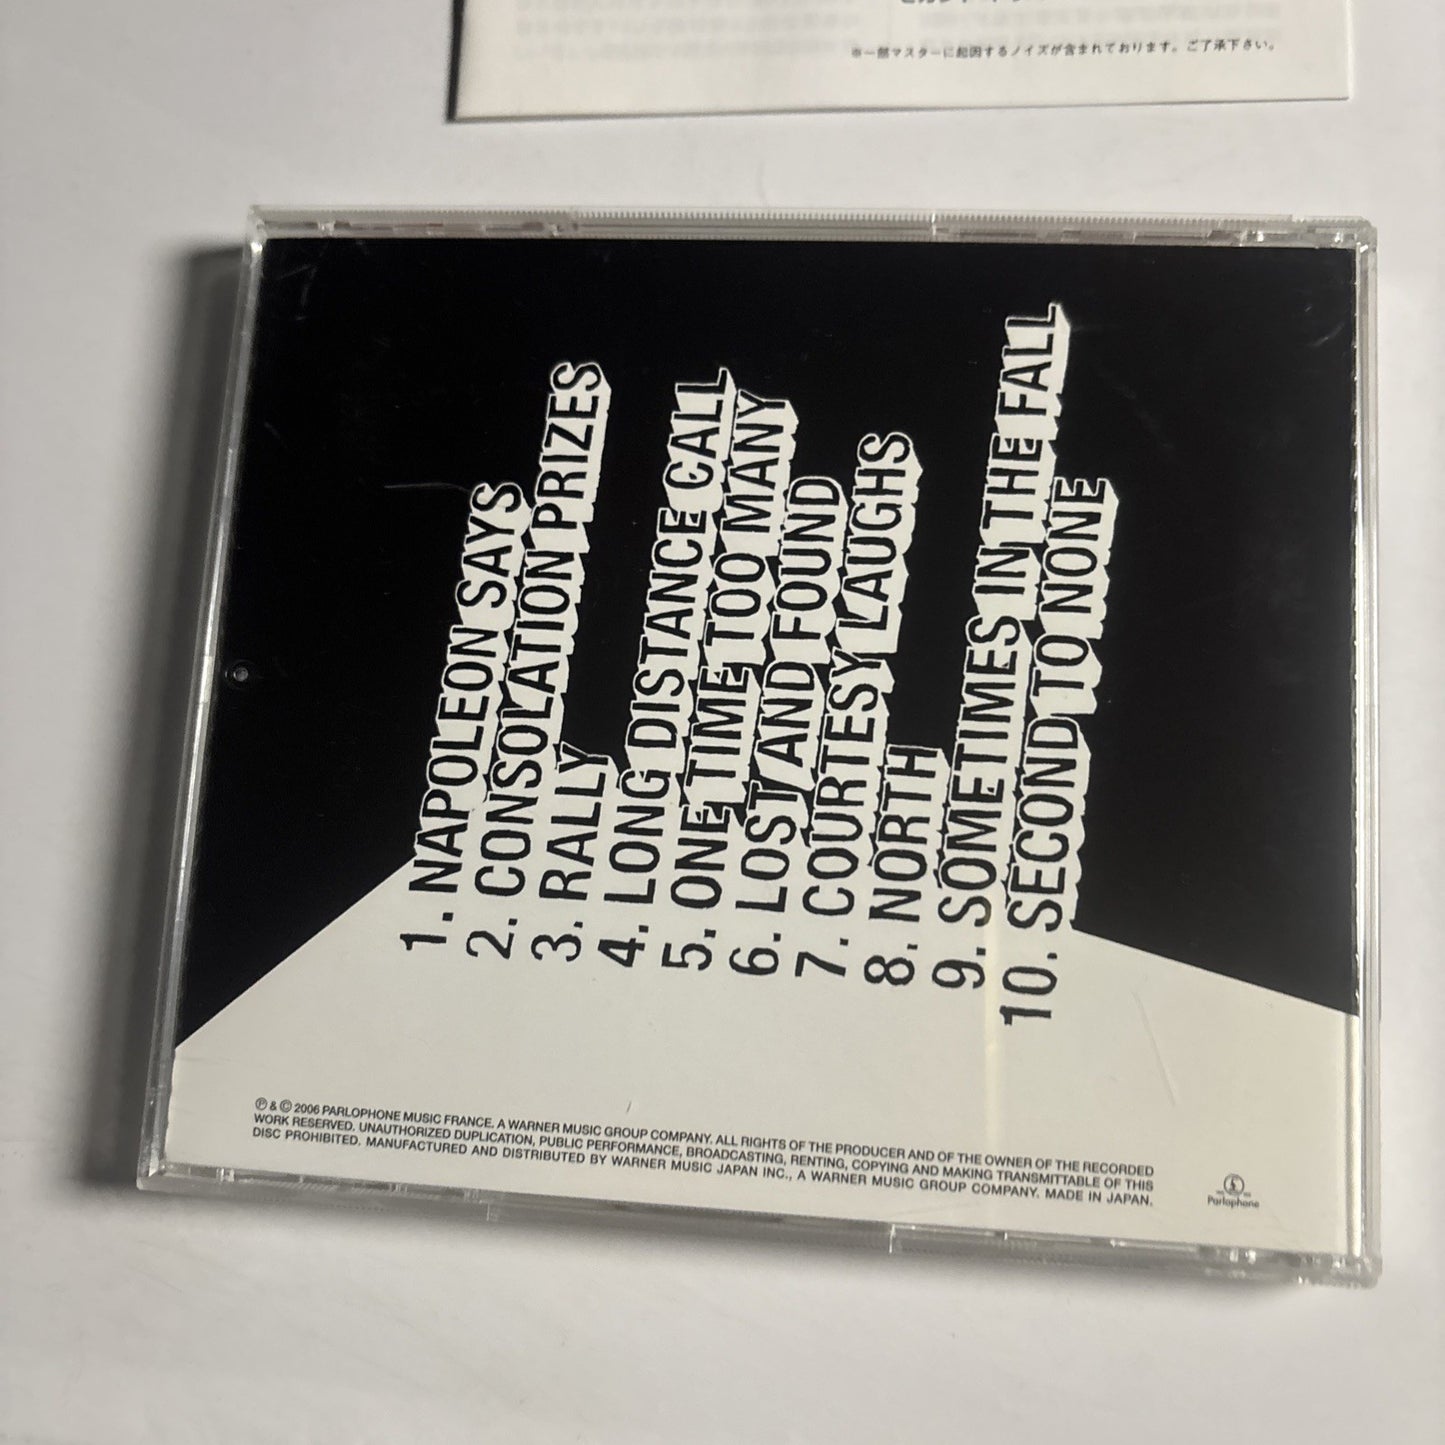 ※一部マスターに起因するノイズが含まれております。ご了承下さい。
1. NAPOLEON SAYS
2. CONSOLATION PRIZES
3. RALLY
4. LONG DISTANCE CALL
5. ONE TIME TOO MANY
6. LOST AND FOUND
7. COURTESY LAUGHS
8. NORTH
9. SOMETIMES IN THE FALL
10. SECOND TO NONE
℗ & © 2006 PARLOPHONE MUSIC FRANCE. A WARNER MUSIC GROUP COMPANY. ALL RIGHTS OF THE PRODUCER AND OF THE OWNER OF THE RECORDED
WORK RESERVED. UNAUTHORIZED DUPLICATION, PUBLIC PERFORMANCE, BROADCASTING, RENTING, COPYING AND MAKING TRANSMITTABLE OF THIS
DISC PROHIBITED. MANUFACTURED AND DISTRIBUTED BY WARNER MUSIC JAPAN INC., A WARNER MUSIC GROUP COMPANY. MADE IN JAPAN.
Parlophone